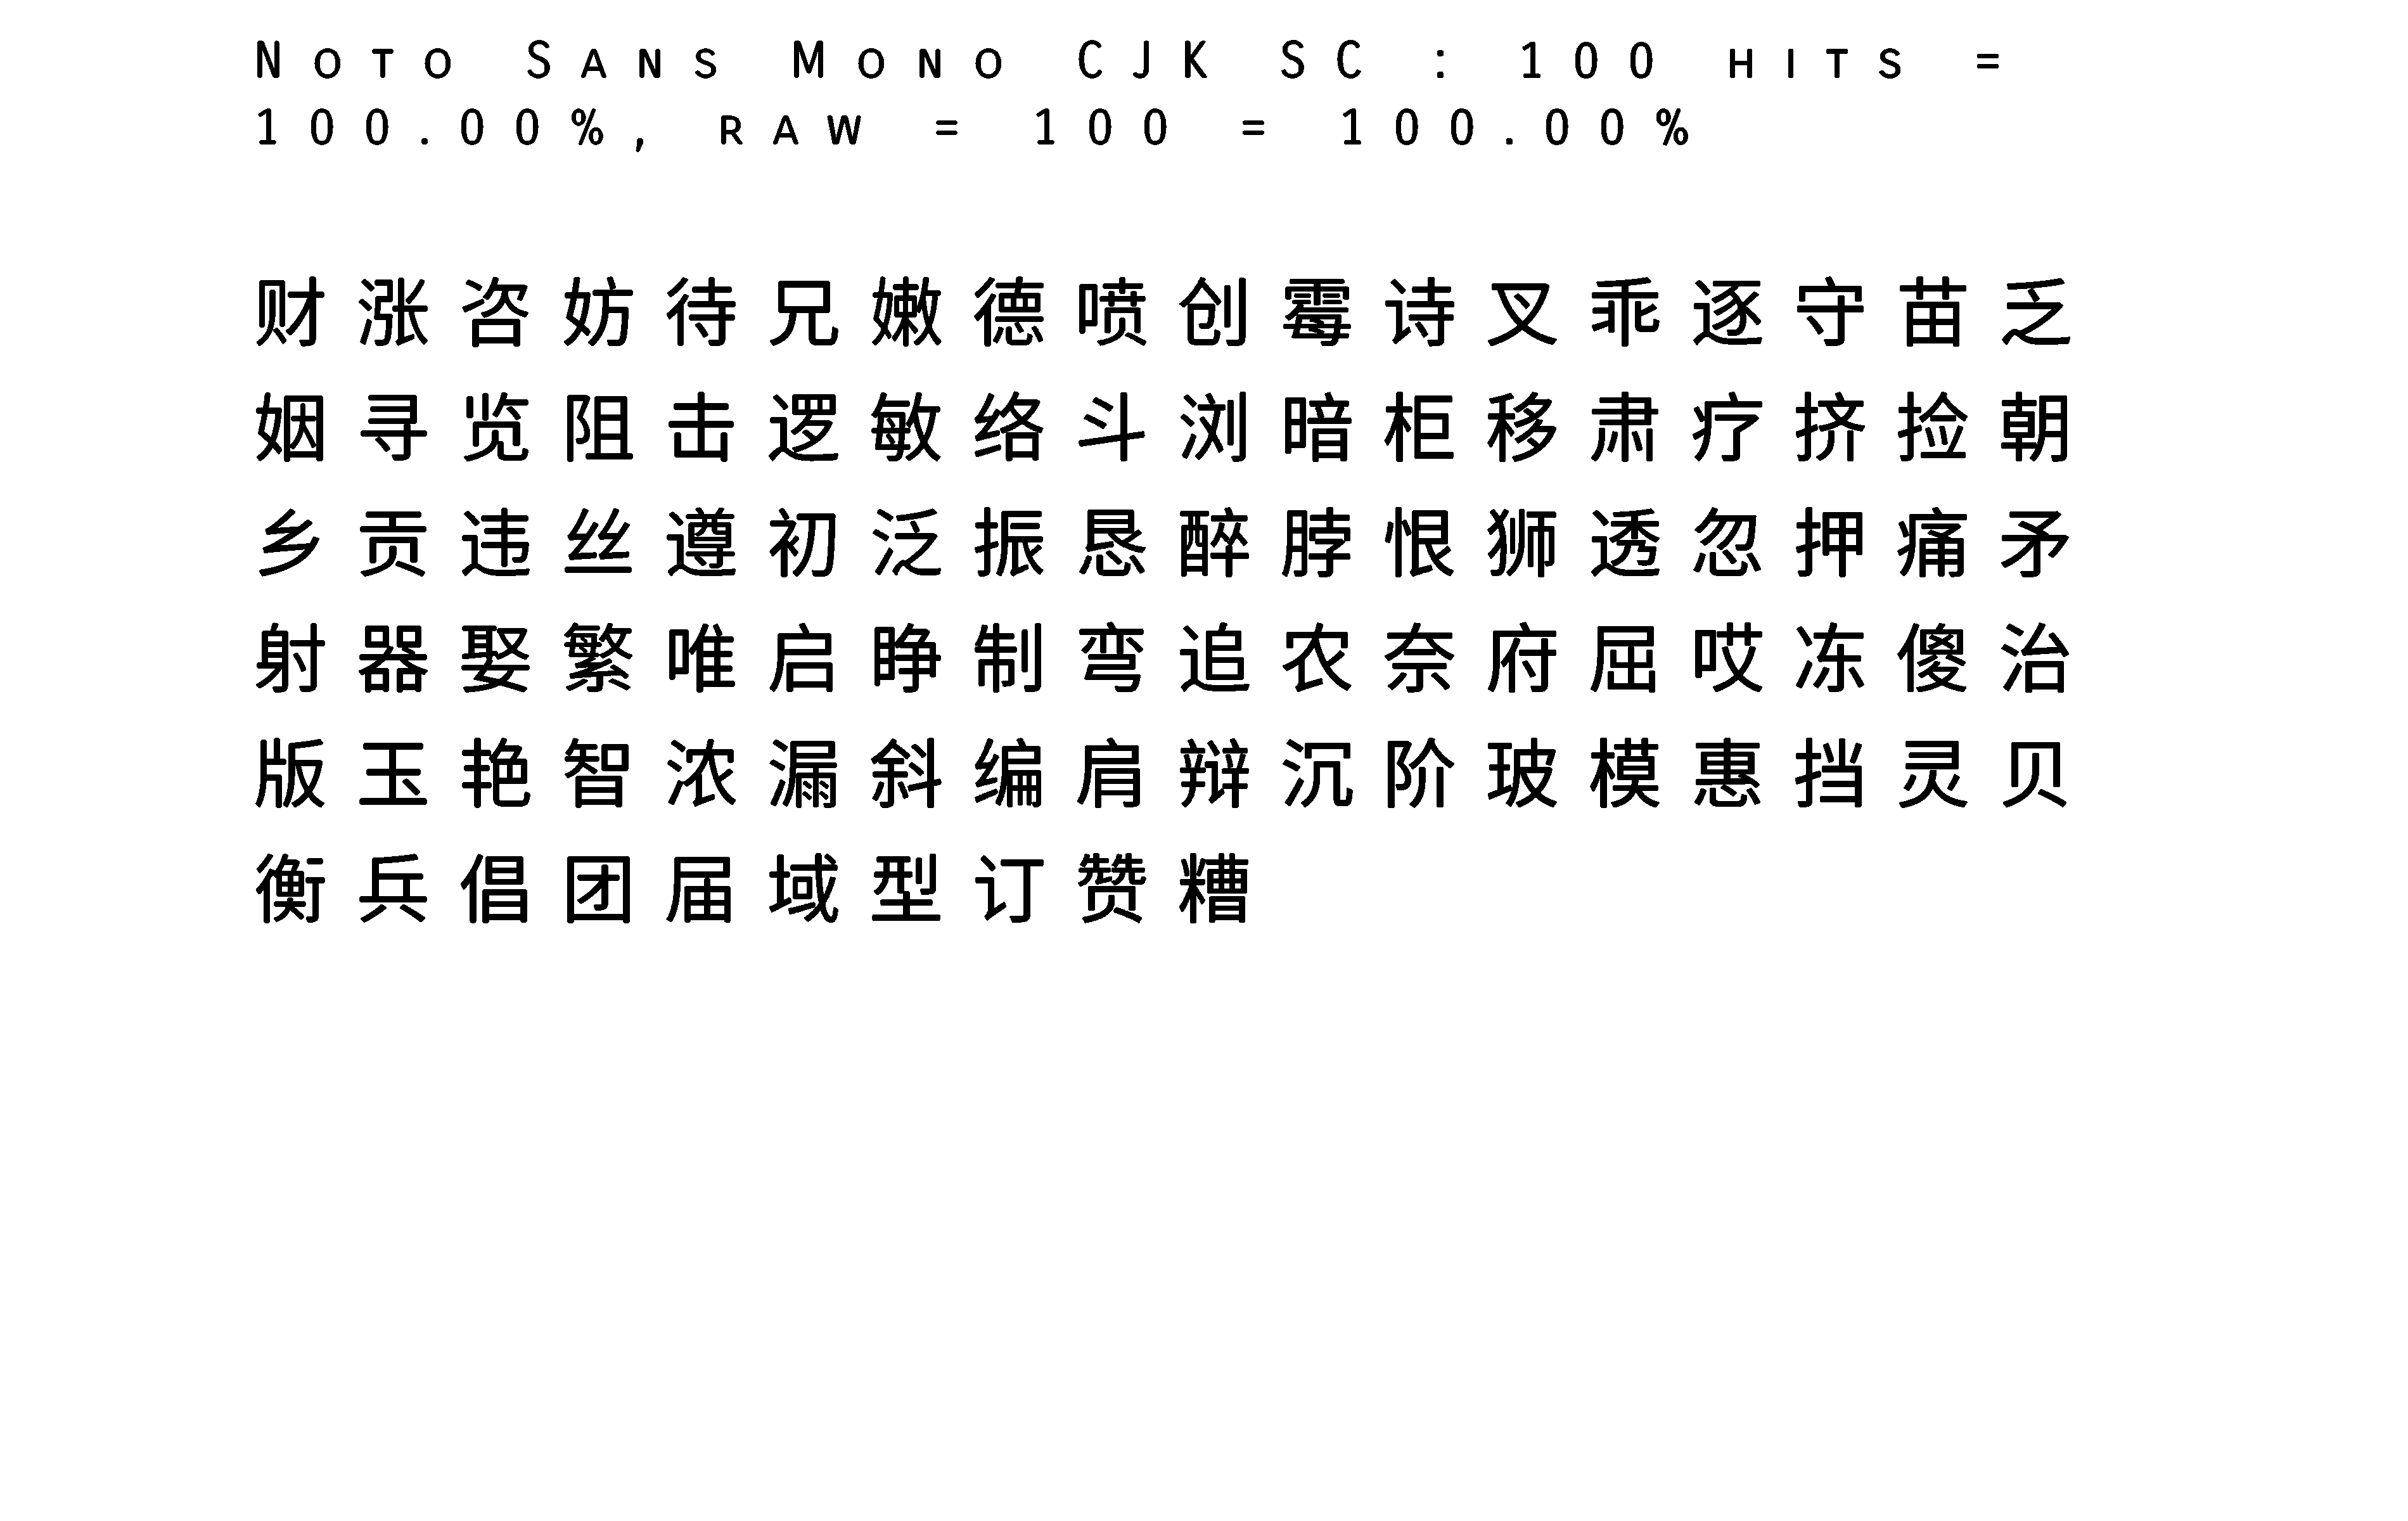 Noto Sans Mono CJK SC : 100 hits =
100.00%, raw = 100 = 100.00%
财涨咨妨待兄嫩德喷创霉诗叉乖逐守苗乏
姻寻览阻击逻敏络斗浏暗柜移肃疗挤捡朝
乡贡违丝遵初泛振恳醉脖恨狮透忽押痛矛
射器娶繁唯启睁制弯追农奈府屈哎冻傻治
版玉艳智浓漏斜编肩辩沉阶玻模惠挡灵贝
衡兵倡团届域型订赞糟